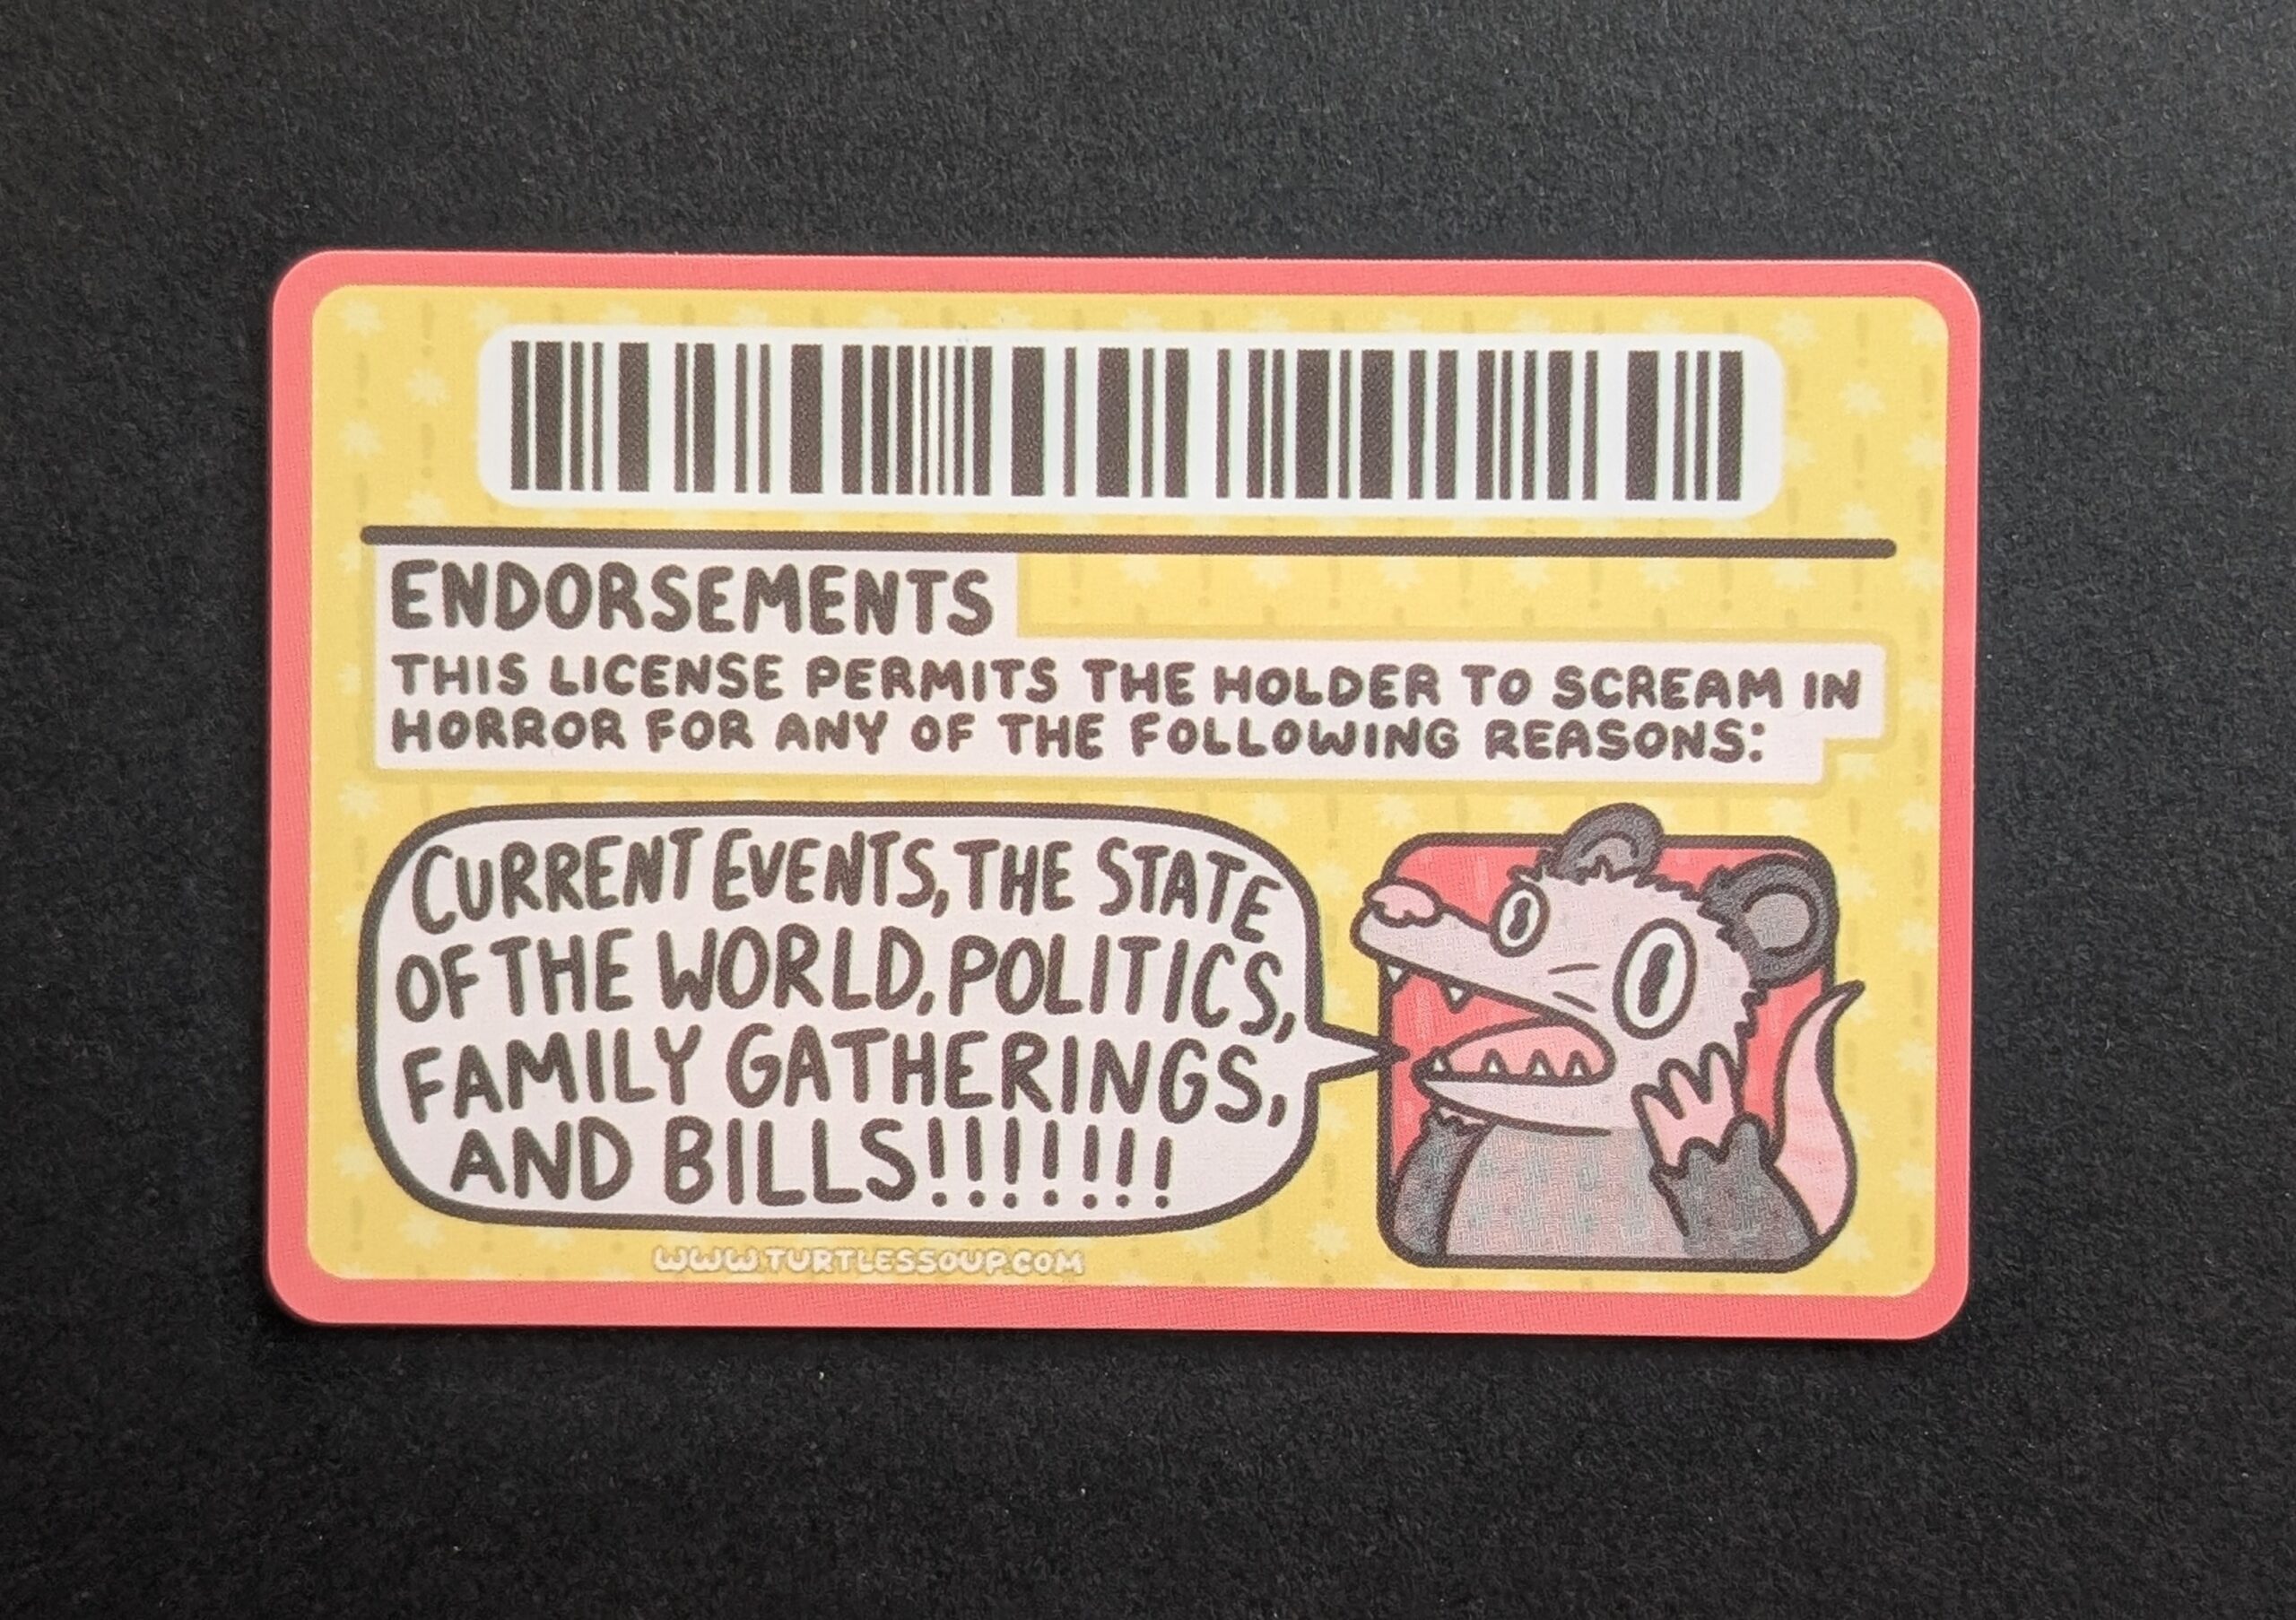 ENDORSEMENTS
THIS LICENSE PERMITS THE HOLDER TO SCREAM IN
HORROR FOR ANY OF THE FOLLOWING REASONS:
CURRENT EVENTS, THE STATE
OF THE WORLD, POLITICS,
FAMILY GATHERINGS,
AND BILLS!!!!!!!
WWW.TURTLESSOUP.COM